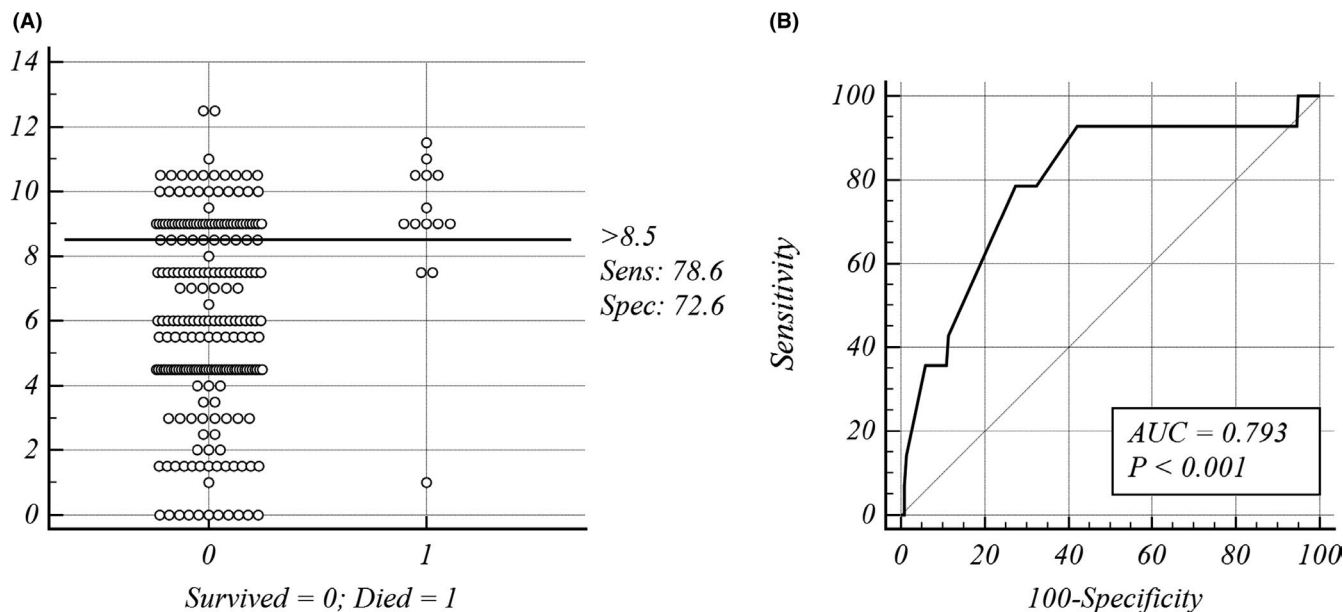 (A)
14
12
10
8
6
4
2
0
0 1
Survived = 0; Died = 1
>8.5
Sens: 78.6
Spec: 72.6
(B)
Sensitivity
100
80
60
40
20
0
0 20 40 60 80 100
100-Specificity
AUC = 0.793
P < 0.001